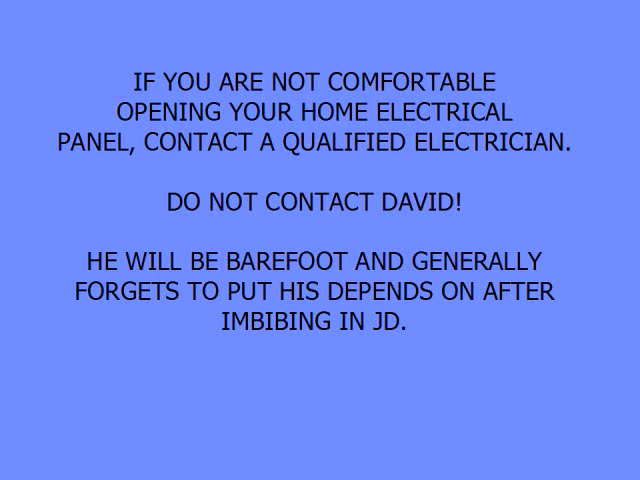 IF YOU ARE NOT COMFORTABLE
OPENING YOUR HOME ELECTRICAL
PANEL, CONTACT A QUALIFIED ELECTRICIAN.
DO NOT CONTACT DAVID!
HE WILL BE BAREFOOT AND GENERALLY
FORGETS TO PUT HIS DEPENDS ON AFTER
IMBIBING IN JD.